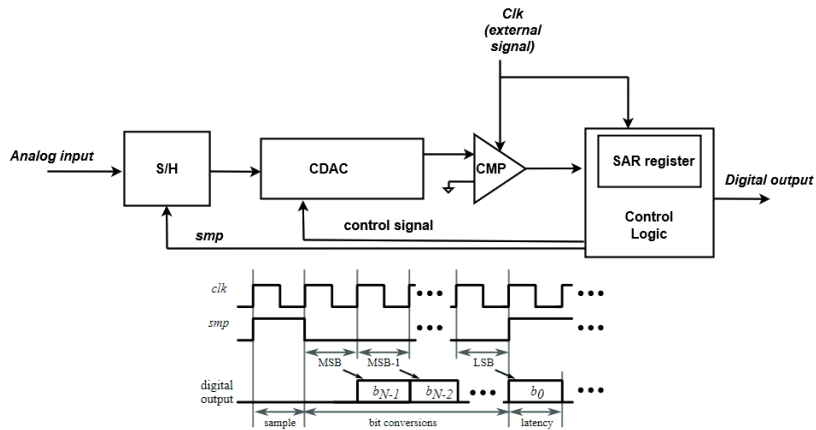 Clk
(external
signal)
Analog input
S/H
CDAC
CMP
SAR register
Control
Logic
Digital output
control signal
smp
clk
smp
MSB
MSB-1
LSB
digital
output
bN-1
bN-2
b0
sample
bit conversions
latency